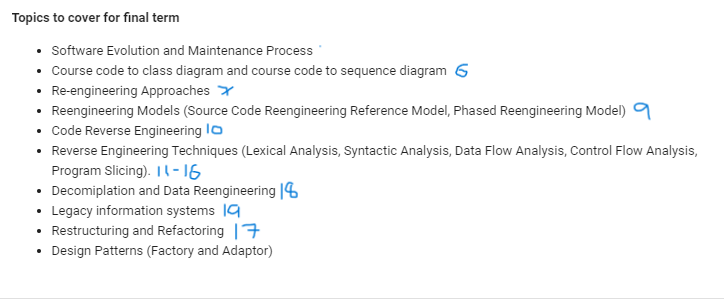 Topics to cover for final term
• Software Evolution and Maintenance Process
• Course code to class diagram and course code to sequence diagram 6
• Re-engineering Approaches
• Reengineering Models (Source Code Reengineering Reference Model, Phased Reengineering Model) 9
• Code Reverse Engineering 10
• Reverse Engineering Techniques (Lexical Analysis, Syntactic Analysis, Data Flow Analysis, Control Flow Analysis,
Program Slicing). 11-16
• Decomiplation and Data Reengineering 18
• Legacy information systems 19
• Restructuring and Refactoring 17
• Design Patterns (Factory and Adaptor)